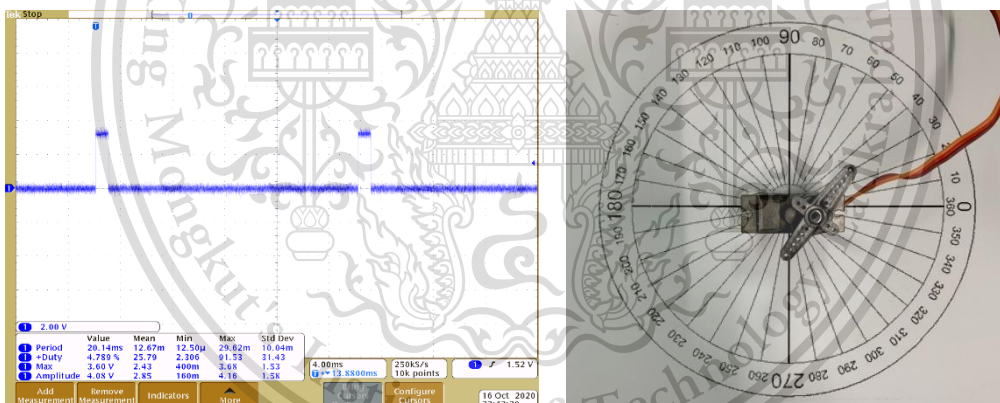 Tek Stop
T
1
1 2.00 V
Value Mean Min Max Std Dev
1 Period 20.14ms 12.67m 12.50µ 29.62m 10.04m
1 +Duty 4.789 % 25.79 2.306 91.53 31.43
1 Max 3.60 V 2.43 400m 3.68 1.53
1 Amplitude 4.08 V 2.85 160m 4.16 1.58
4.00ms 250kS/s 1 1.52 V
13.8800ms 10k points
Add Measurement
Remove Measurement
Indicators
More
Configure Cursors
16 Oct 2020
King Mongkut's
90
100 80
110 70
120 60
130 50
140 40
150 30
160
170 10
180 0
360
190 350
200 340
210 330
220 320
230 310
240 300
250 290
260 280
270